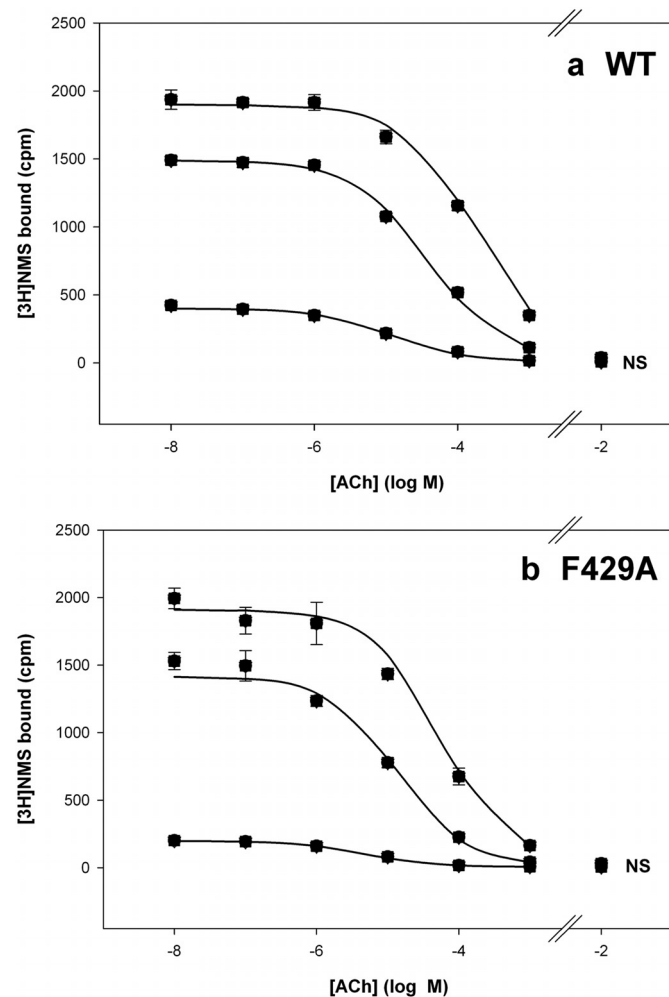 a WT
2500
2000
1500
1000
500
0
[3H]NMS bound (cpm)
NS
-8
-6
-4
-2
[ACh] (log M)
b F429A
2500
2000
1500
1000
500
0
[3H]NMS bound (cpm)
NS
-8
-6
-4
-2
[ACh] (log M)